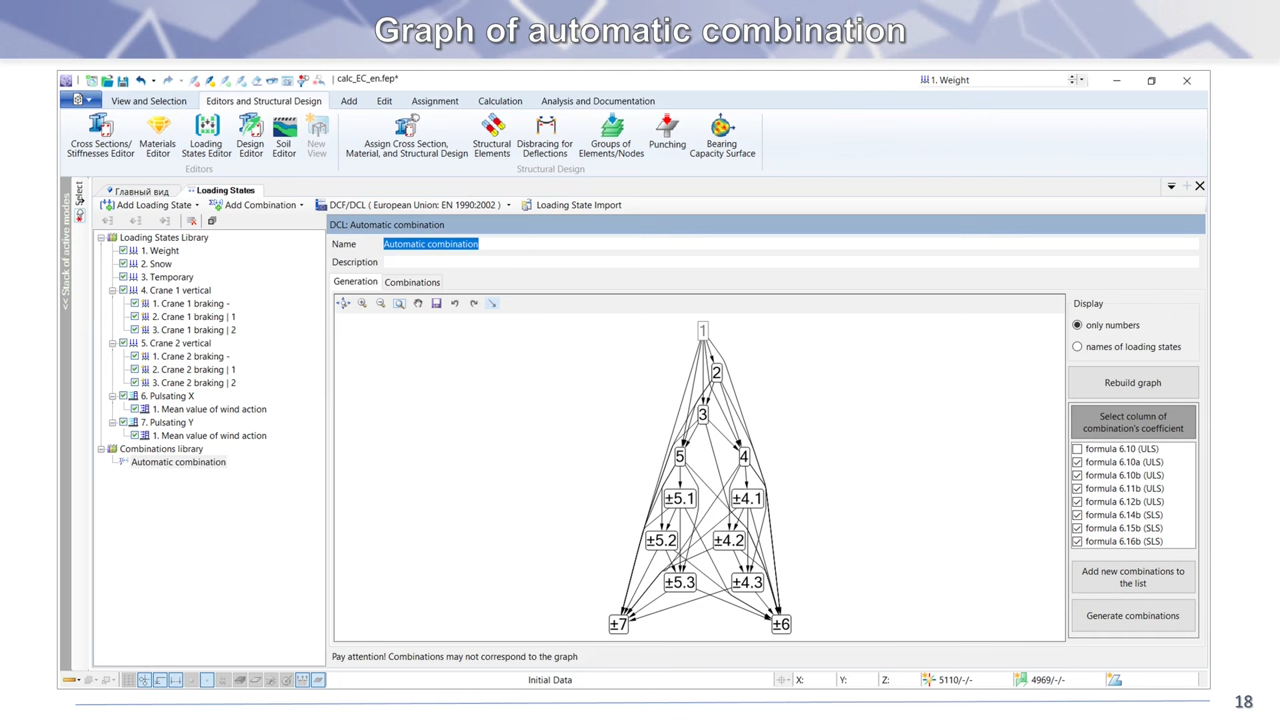 Graph of automatic combination
calc_EC_en.fep*
1. Weight
View and Selection
Editors and Structural Design
Add
Edit
Assignment
Calculation
Analysis and Documentation
Cross Sections/
Stiffnesses Editor
Materials
Editor
Loading
States Editor
Design
Editor
Soil
Editor
New
View
Assign Cross Section,
Material, and Structural Design
Structural
Elements
Disbracing for
Deflections
Groups of
Elements/Nodes
Punching
Bearing
Capacity Surface
Editors
Structural Design
<< Stack of active modes
Select
Главный вид
Loading States
Add Loading State
Add Combination
DCF/DCL ( European Union: EN 1990:2002 )
Loading State Import
Loading States Library
1. Weight
2. Snow
3. Temporary
4. Crane 1 vertical
1. Crane 1 braking -
2. Crane 1 braking | 1
3. Crane 1 braking | 2
5. Crane 2 vertical
1. Crane 2 braking -
2. Crane 2 braking | 1
3. Crane 2 braking | 2
6. Pulsating X
1. Mean value of wind action
7. Pulsating Y
1. Mean value of wind action
Combinations library
Automatic combination
DCL: Automatic combination
Name
Automatic combination
Description
Generation
Combinations
1
2
3
5
4
±5.1
±4.1
±5.2
±4.2
±5.3
±4.3
±7
±6
Display
only numbers
names of loading states
Rebuild graph
Select column of
combination's coefficient
formula 6.10 (ULS)
formula 6.10a (ULS)
formula 6.10b (ULS)
formula 6.11b (ULS)
formula 6.12b (ULS)
formula 6.14b (SLS)
formula 6.15b (SLS)
formula 6.16b (SLS)
Add new combinations to
the list
Generate combinations
Pay attention! Combinations may not correspond to the graph
Initial Data
X:
Y:
Z:
5110/-/-
4969/-/-
18